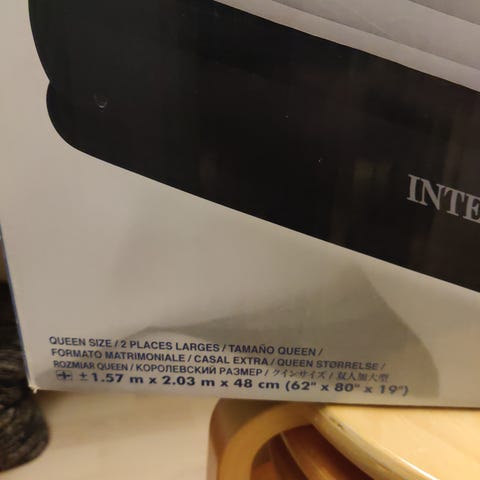 INTE
QUEEN SIZE / 2 PLACES LARGES / TAMAÑO QUEEN /
FORMATO MATRIMONIALE / CASAL EXTRA / QUEEN STØRRELSE /
ROZMIAR QUEEN / КОРОЛЕВСКИЙ РАЗМЕР / クインサイズ / 双人加大型
± 1.57 m x 2.03 m x 48 cm (62" x 80" x 19")